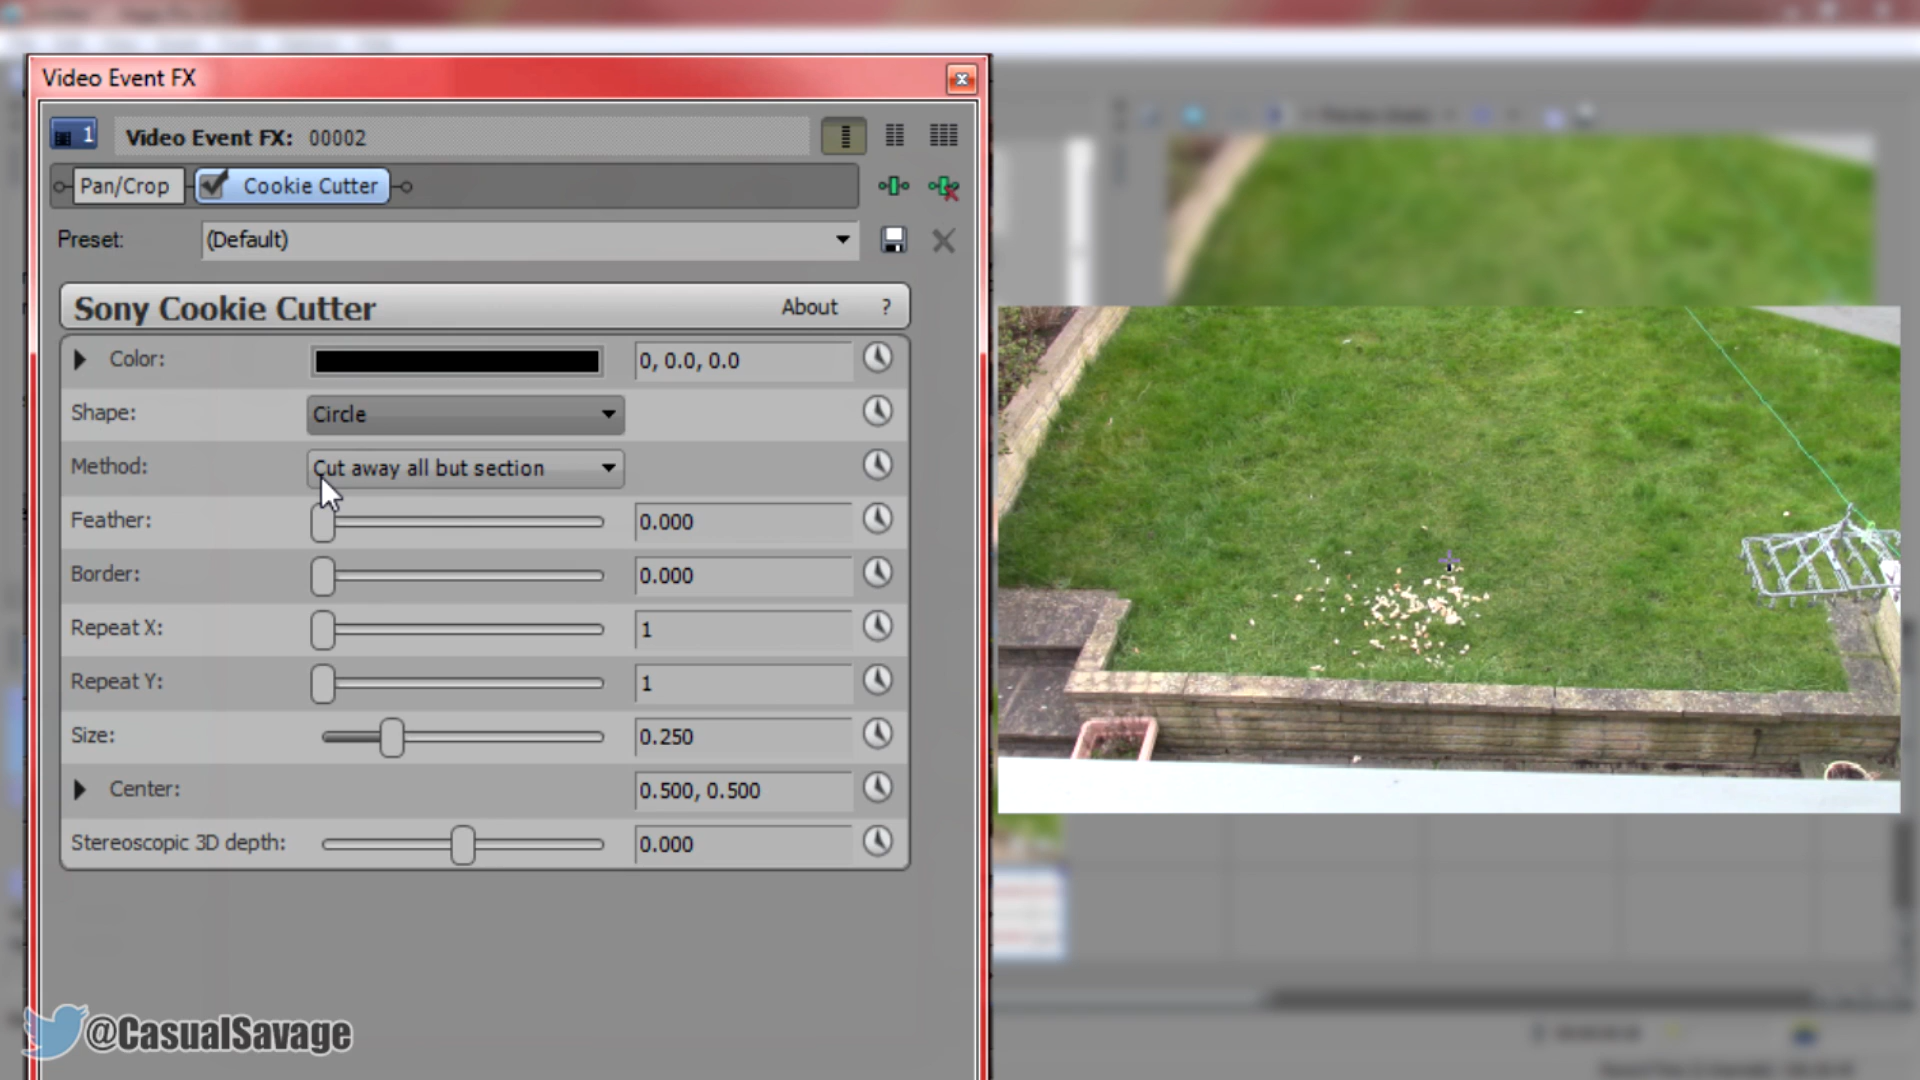 Video Event FX
1
Video Event FX: 00002
Pan/Crop
Cookie Cutter
Preset: (Default)
Sony Cookie Cutter About ?
Color: 0, 0.0, 0.0
Shape: Circle
Method: Cut away all but section
Feather: 0.000
Border: 0.000
Repeat X: 1
Repeat Y: 1
Size: 0.250
Center: 0.500, 0.500
Stereoscopic 3D depth: 0.000
@CasualSavage